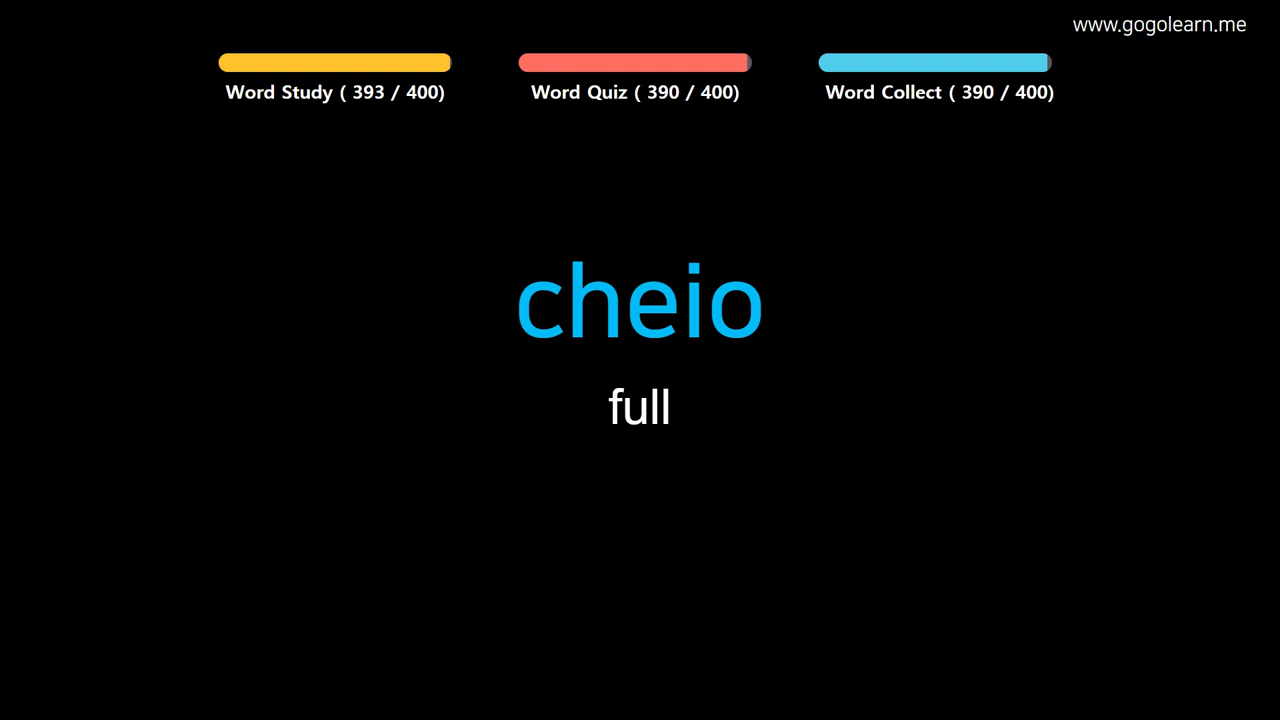 www.gogolearn.me
Word Study ( 393 / 400)
Word Quiz ( 390 / 400)
Word Collect ( 390 / 400)
cheio
full